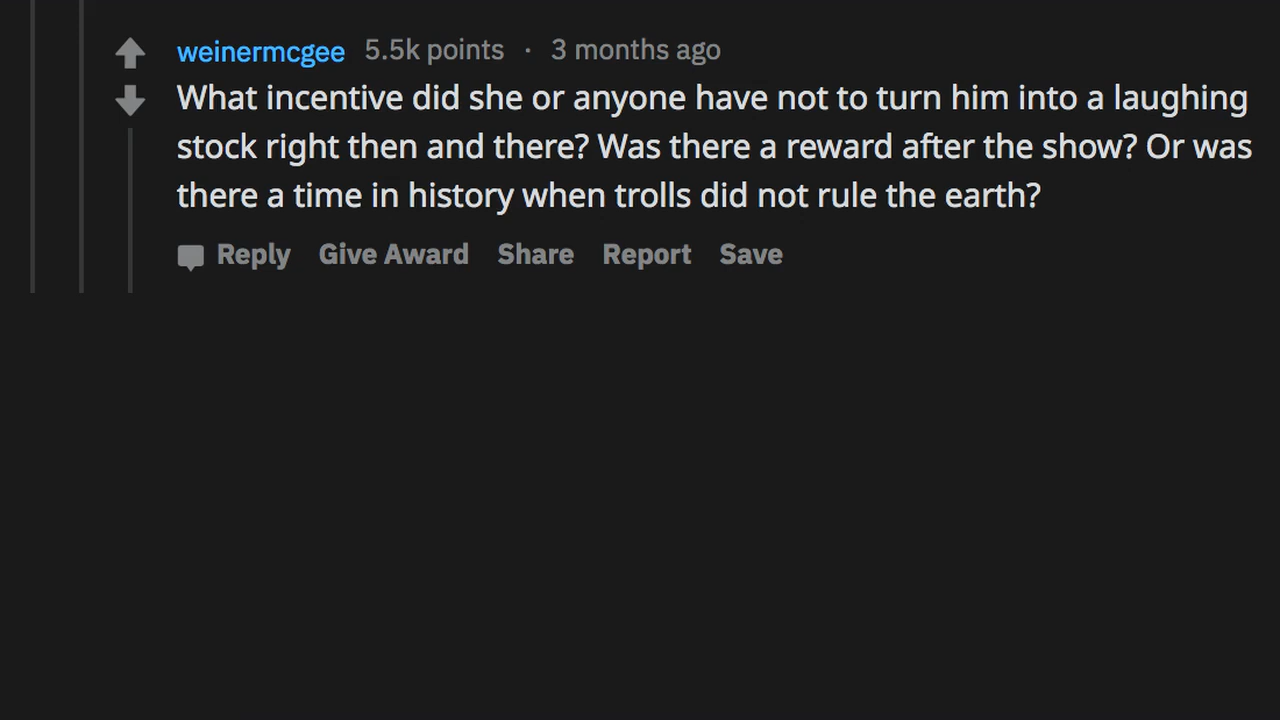 weinermcgee 5.5k points · 3 months ago
What incentive did she or anyone have not to turn him into a laughing
stock right then and there? Was there a reward after the show? Or was
there a time in history when trolls did not rule the earth?
Reply Give Award Share Report Save